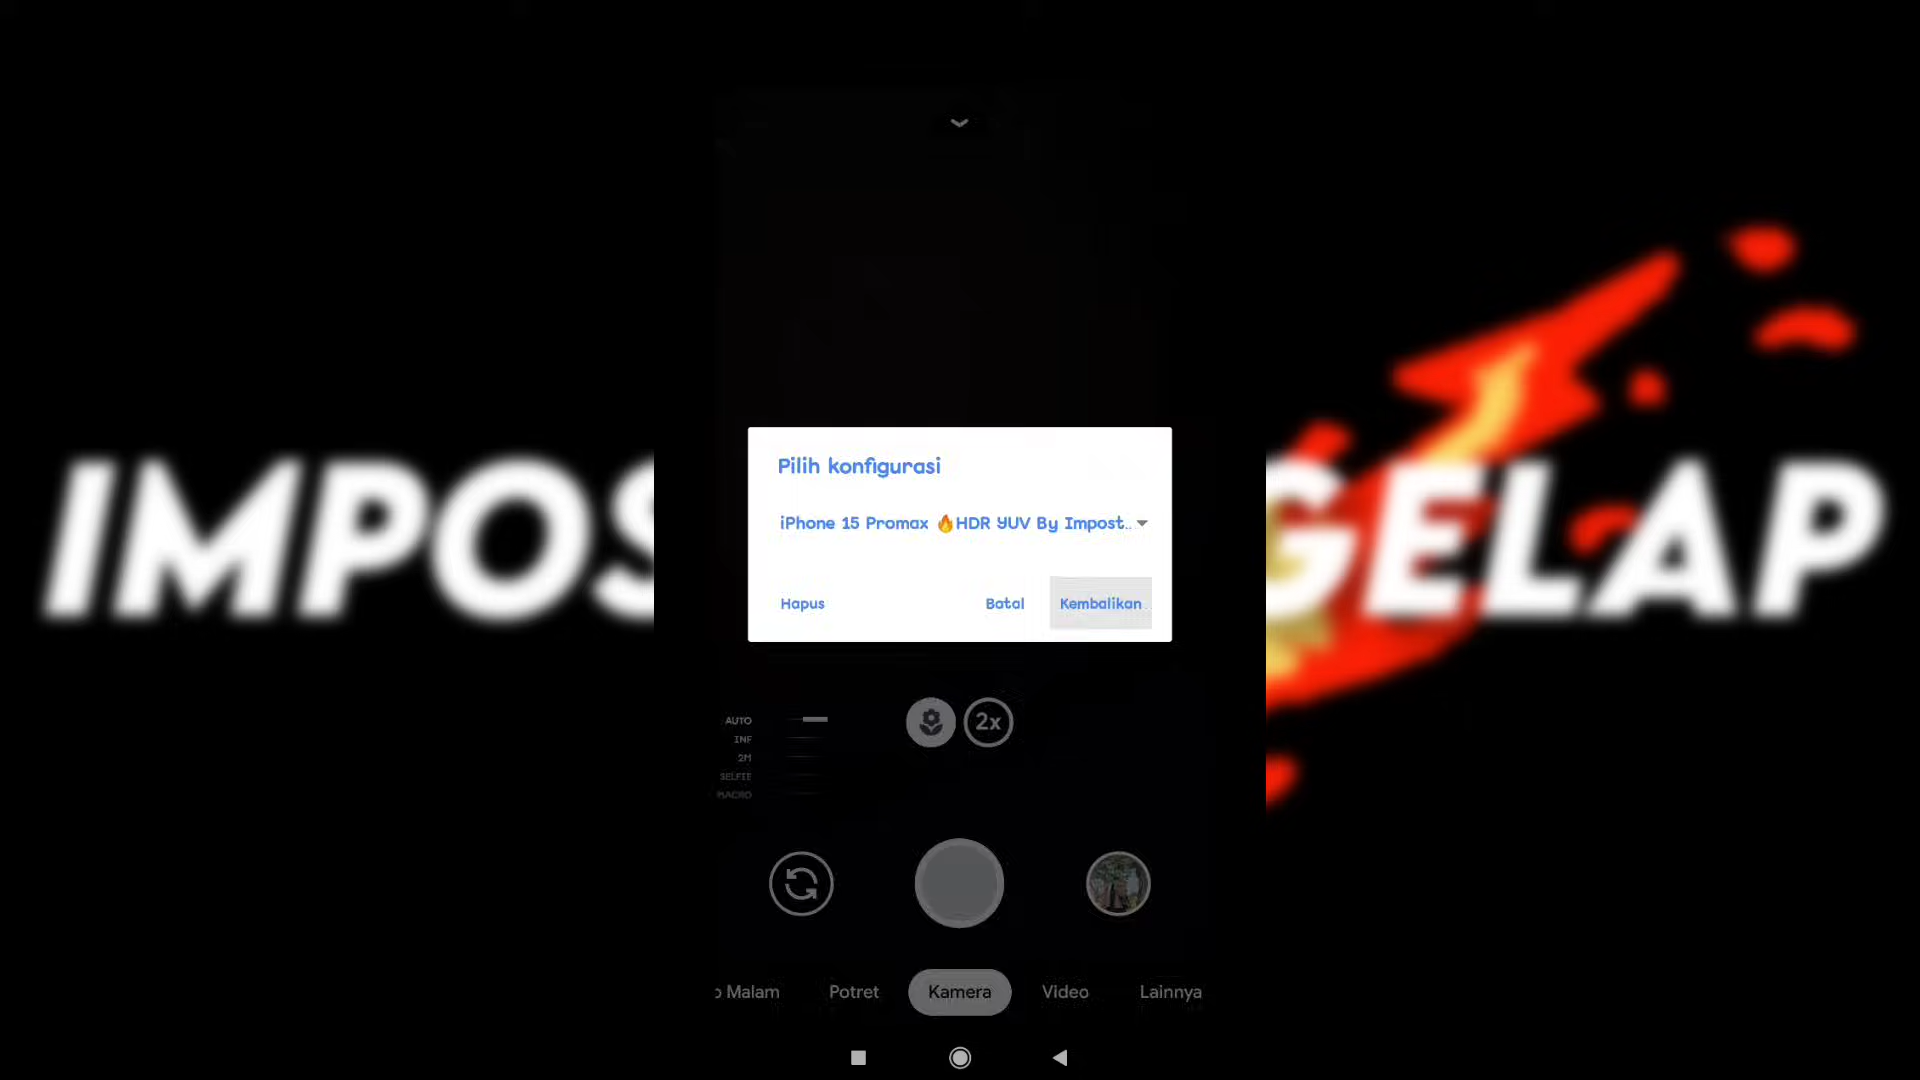 IMPOS
GELAP
Pilih konfigurasi
iPhone 15 Promax 🔥HDR YUV By Impost..
Hapus
Batal
Kembalikan
AUTO
INF
2M
SELFIE
MACRO
2x
o Malam
Potret
Kamera
Video
Lainnya